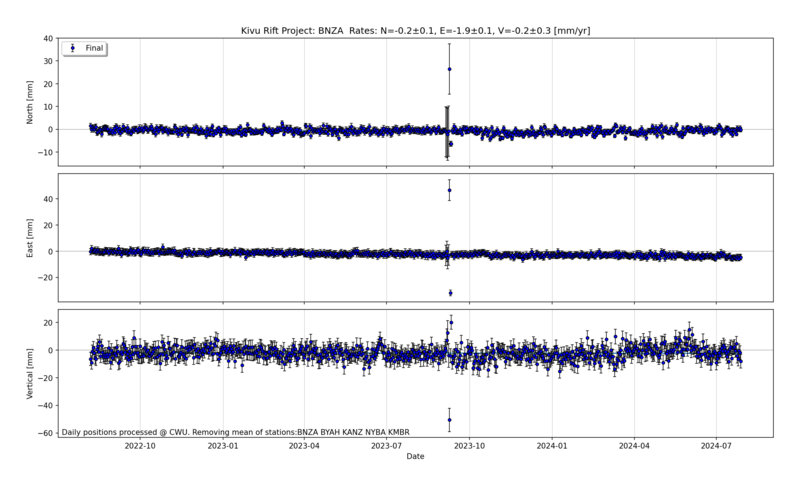 Kivu Rift Project: BNZA  Rates: N=-0.2±0.1, E=-1.9±0.1, V=-0.2±0.3 [mm/yr]
Final
North [mm]
40
30
20
10
0
−10
East [mm]
40
20
0
−20
Vertical [mm]
20
0
−20
−40
−60
Daily positions processed @ CWU. Removing mean of stations:BNZA BYAH KANZ NYBA KMBR
2022-10 2023-01 2023-04 2023-07 2023-10 2024-01 2024-04 2024-07
Date